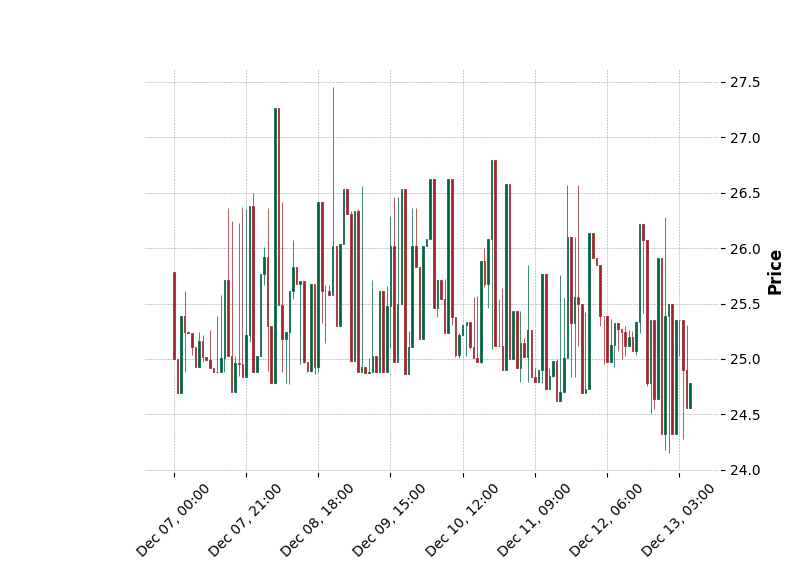 27.5
27.0
26.5
26.0
25.5
25.0
24.5
24.0
Price
Dec 07, 00:00
Dec 07, 21:00
Dec 08, 18:00
Dec 09, 15:00
Dec 10, 12:00
Dec 11, 09:00
Dec 12, 06:00
Dec 13, 03:00